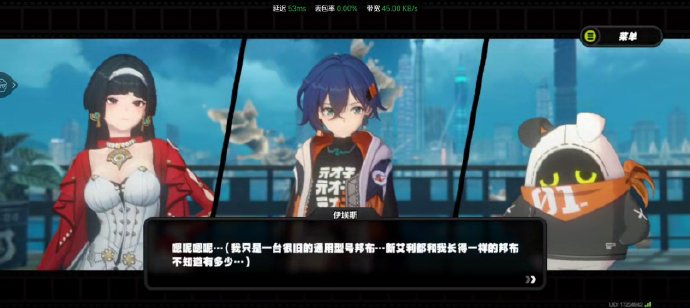 延迟 53ms 丢包率 0.00% 带宽 45.00 KB/s
菜单
01
伊埃斯
嗯呢嗯呢…（我只是一台很旧的通用型号邦布…新艾利都和我长得一样的邦布
不知道有多少…）